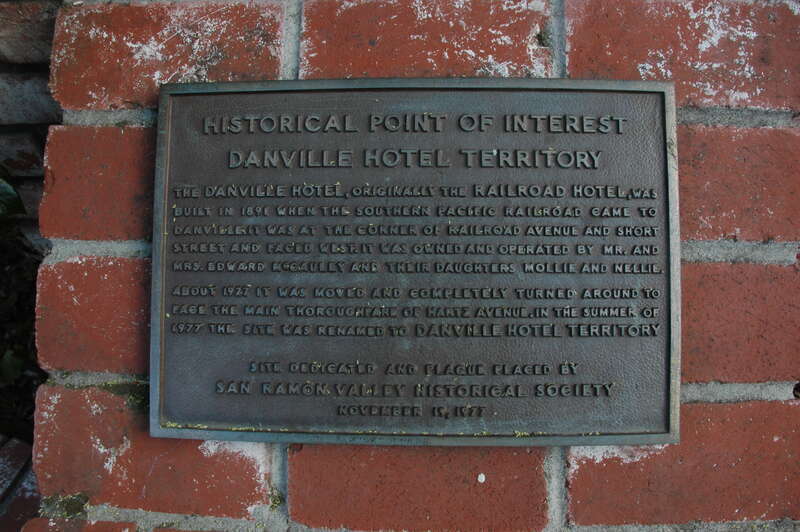 HISTORICAL POINT OF INTEREST
DANVILLE HOTEL TERRITORY
THE DANVILLE HOTEL, ORIGINALLY THE RAILROAD HOTEL, WAS
BUILT IN 1891 WHEN THE SOUTHERN PACIFIC RAILROAD CAME TO
DANVILLE. IT WAS AT THE CORNER OF RAILROAD AVENUE AND SHORT
STREET AND FACED WEST. IT WAS OWNED AND OPERATED BY MR. AND
MRS. EDWARD MCCAULEY AND THEIR DAUGHTERS MOLLIE AND NELLIE.
ABOUT 1927 IT WAS MOVED AND COMPLETELY TURNED AROUND TO
FACE THE MAIN THOROUGHFARE OF HARTZ AVENUE. IN THE SUMMER OF
1977 THE SITE WAS RENAMED TO DANVILLE HOTEL TERRITORY
SITE DEDICATED AND PLAQUE PLACED BY
SAN RAMON VALLEY HISTORICAL SOCIETY
NOVEMBER 15, 1977